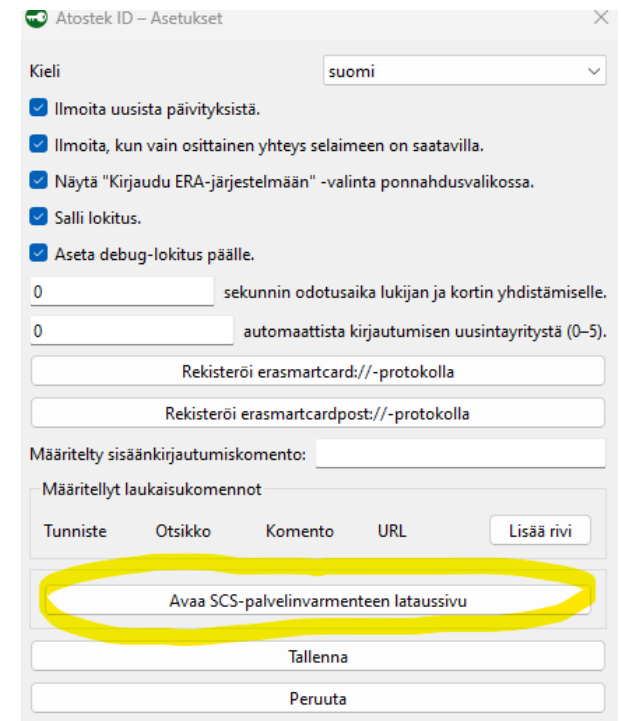 Atostek ID – Asetukset
Kieli suomi
Ilmoita uusista päivityksistä.
Ilmoita, kun vain osittainen yhteys selaimeen on saatavilla.
Näytä "Kirjaudu ERA-järjestelmään" -valinta ponnahdusvalikossa.
Salli lokitus.
Aseta debug-lokitus päälle.
0 sekunnin odotusaika lukijan ja kortin yhdistämiselle.
0 automaattista kirjautumisen uusintayritystä (0–5).
Rekisteröi erasmartcard://-protokolla
Rekisteröi erasmartcardpost://-protokolla
Määritelty sisäänkirjautumiskomento:
Määritellyt laukaisukomennot
Tunniste Otsikko Komento URL Lisää rivi
Avaa SCS-palvelinvarmenteen lataussivu
Tallenna
Peruuta